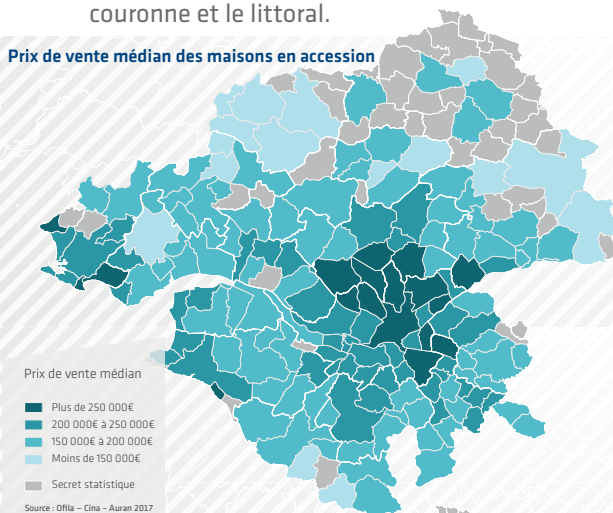 couronne et le littoral.
Prix de vente médian des maisons en accession
Prix de vente médian
Plus de 250 000€
200 000€ à 250 000€
150 000€ à 200 000€
Moins de 150 000€
Secret statistique
Source : Ofila – Cina – Auran 2017